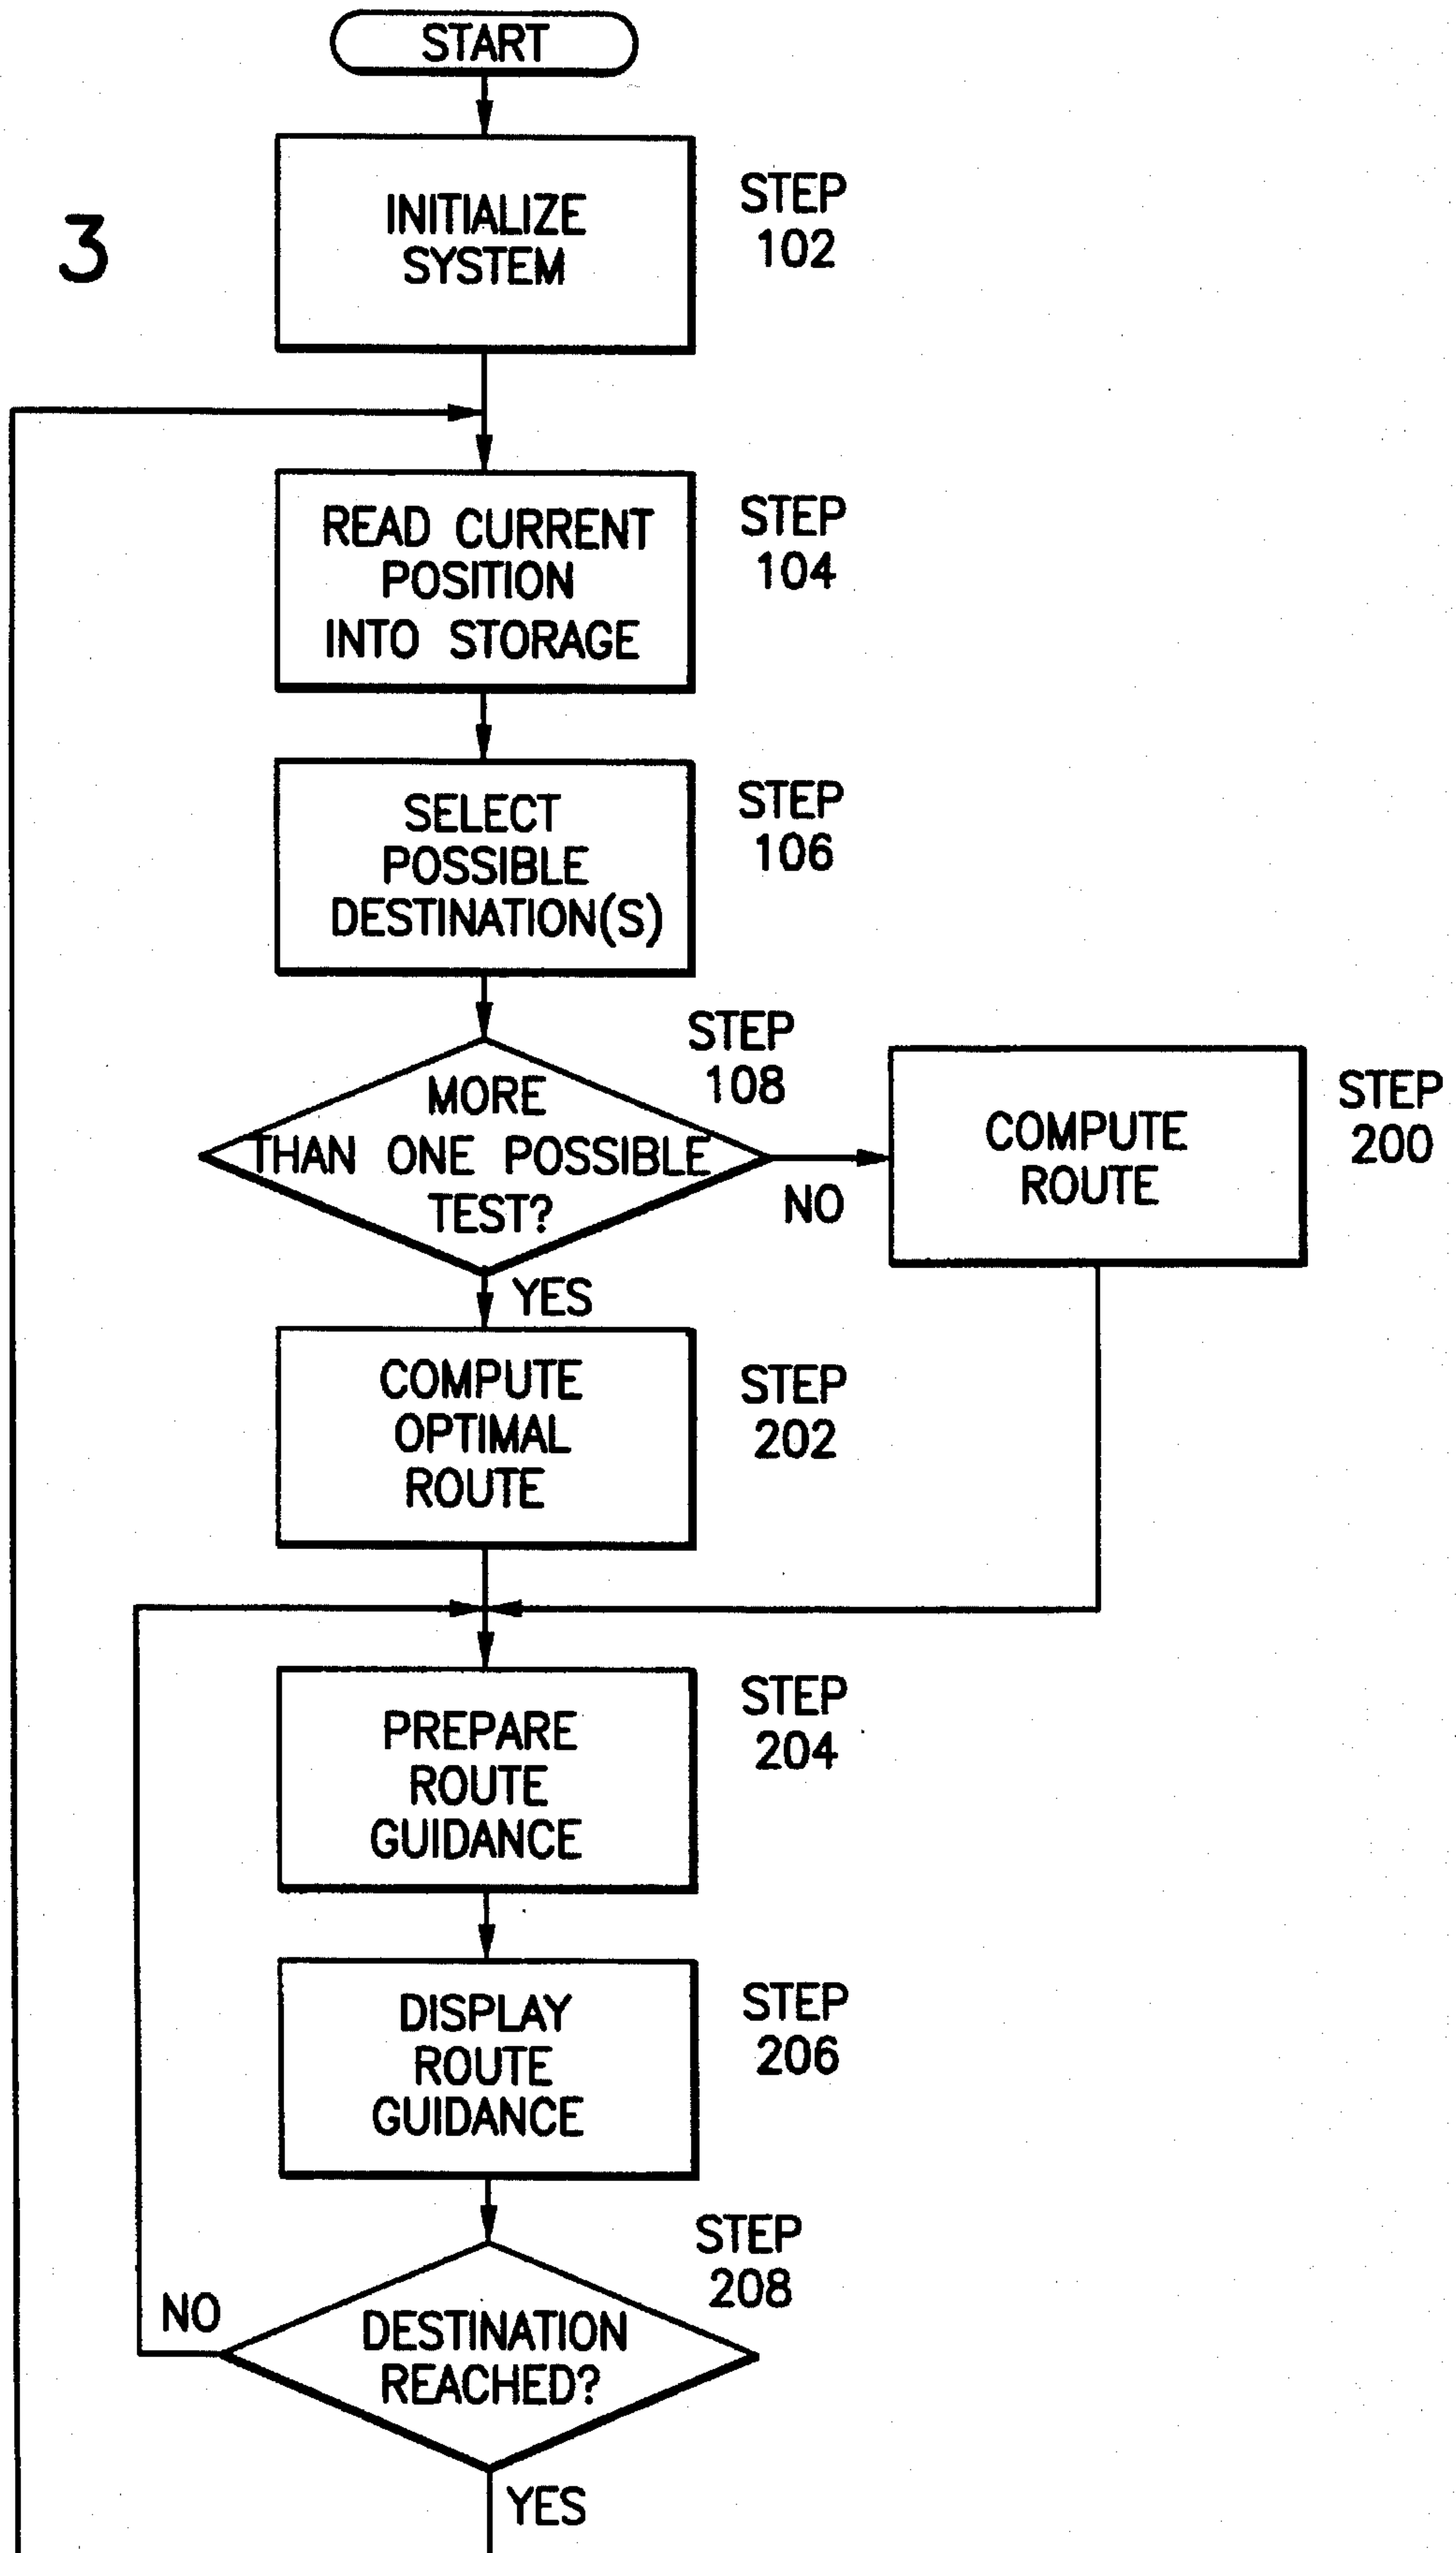 START
3
INITIALIZE
SYSTEM
STEP
102
READ CURRENT
POSITION
INTO STORAGE
STEP
104
SELECT
POSSIBLE
DESTINATION(S)
STEP
106
MORE
THAN ONE POSSIBLE
TEST?
STEP
108
NO
COMPUTE
ROUTE
STEP
200
YES
COMPUTE
OPTIMAL
ROUTE
STEP
202
PREPARE
ROUTE
GUIDANCE
STEP
204
DISPLAY
ROUTE
GUIDANCE
STEP
206
DESTINATION
REACHED?
STEP
208
NO
YES